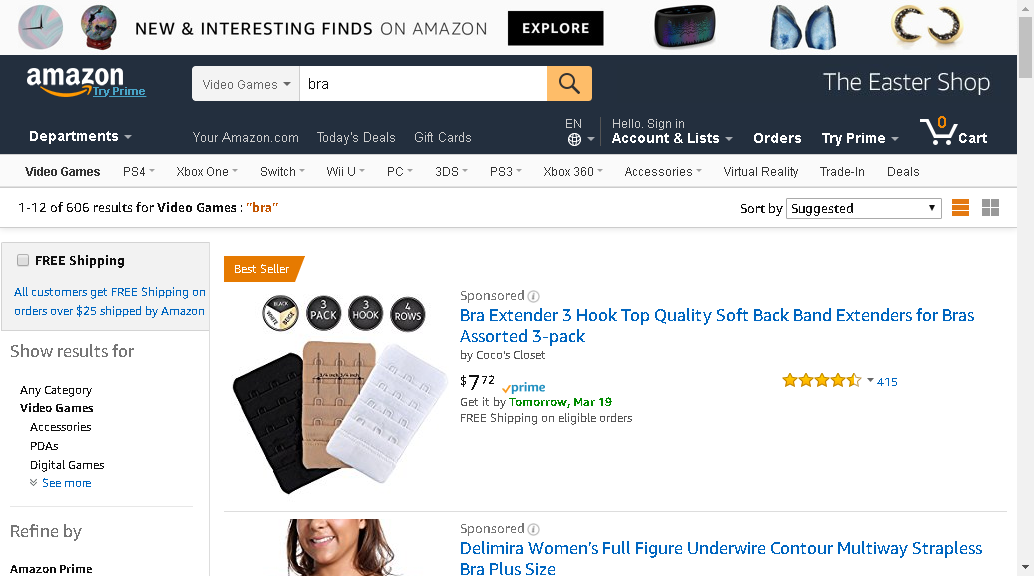 NEW & INTERESTING FINDS ON AMAZON EXPLORE
amazon
Try Prime
Video Games bra
The Easter Shop
Departments
Your Amazon.com Today's Deals Gift Cards
EN
Hello. Sign in
Account & Lists
Orders
Try Prime
0
Cart
Video Games PS4 Xbox One Switch Wii U PC 3DS PS3 Xbox 360 Accessories Virtual Reality Trade-In Deals
1-12 of 606 results for Video Games : "bra"
Sort by Suggested
FREE Shipping
All customers get FREE Shipping on
orders over $25 shipped by Amazon
Show results for
Any Category
Video Games
Accessories
PDAs
Digital Games
See more
Refine by
Amazon Prime
Best Seller
BLACK
WHITE
BEIGE
3
PACK
3
HOOK
4
ROWS
3/4 inch 3/4 inch
Sponsored
Bra Extender 3 Hook Top Quality Soft Back Band Extenders for Bras
Assorted 3-pack
by Coco's Closet
$7 72 prime
Get it by Tomorrow, Mar 19
FREE Shipping on eligible orders
415
Sponsored
Delimira Women's Full Figure Underwire Contour Multiway Strapless
Bra Plus Size